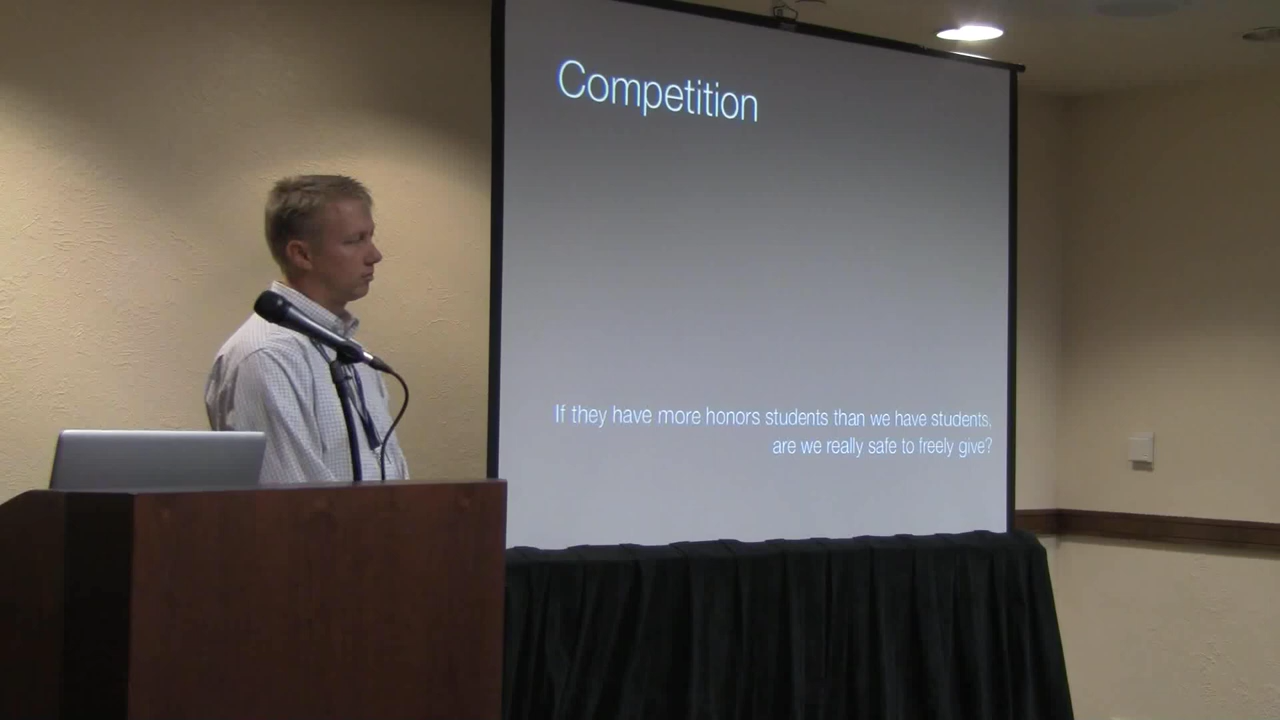 Competition
If they have more honors students than we have students,
are we really safe to freely give?